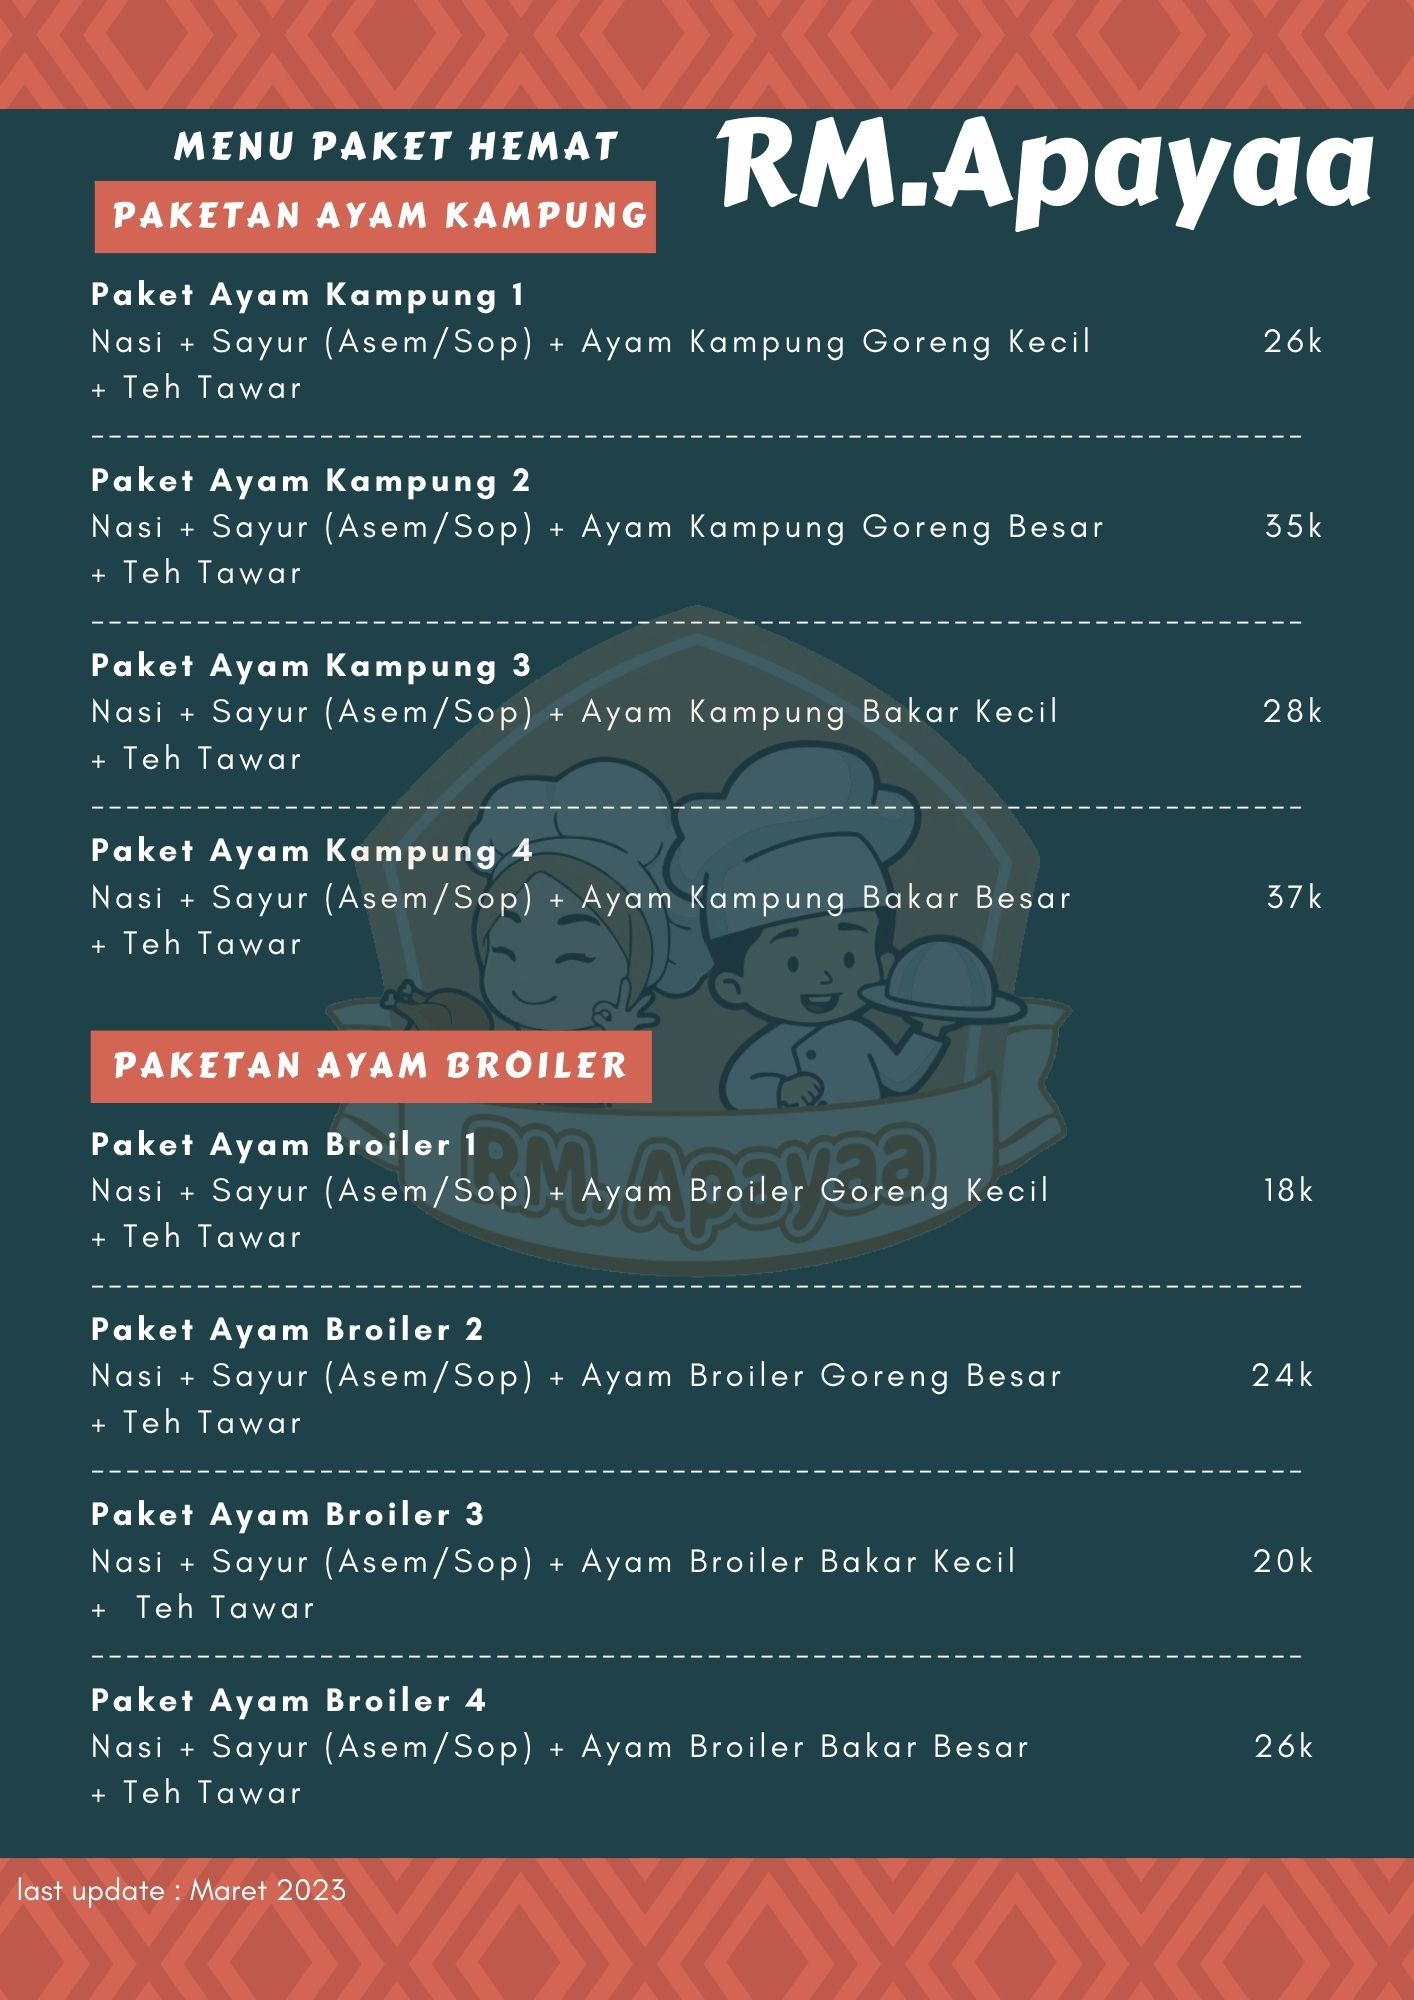 MENU PAKET HEMAT
RM.Apayaa
PAKETAN AYAM KAMPUNG
Paket Ayam Kampung 1
Nasi + Sayur (Asem/Sop) + Ayam Kampung Goreng Kecil 26k
+ Teh Tawar
Paket Ayam Kampung 2
Nasi + Sayur (Asem/Sop) + Ayam Kampung Goreng Besar 35k
+ Teh Tawar
Paket Ayam Kampung 3
Nasi + Sayur (Asem/Sop) + Ayam Kampung Bakar Kecil 28k
+ Teh Tawar
Paket Ayam Kampung 4
Nasi + Sayur (Asem/Sop) + Ayam Kampung Bakar Besar 37k
+ Teh Tawar
PAKETAN AYAM BROILER
Paket Ayam Broiler 1
RM. Apayaa
Nasi + Sayur (Asem/Sop) + Ayam Broiler Goreng Kecil 18k
+ Teh Tawar
Paket Ayam Broiler 2
Nasi + Sayur (Asem/Sop) + Ayam Broiler Goreng Besar 24k
+ Teh Tawar
Paket Ayam Broiler 3
Nasi + Sayur (Asem/Sop) + Ayam Broiler Bakar Kecil 20k
+ Teh Tawar
Paket Ayam Broiler 4
Nasi + Sayur (Asem/Sop) + Ayam Broiler Bakar Besar 26k
+ Teh Tawar
last update : Maret 2023